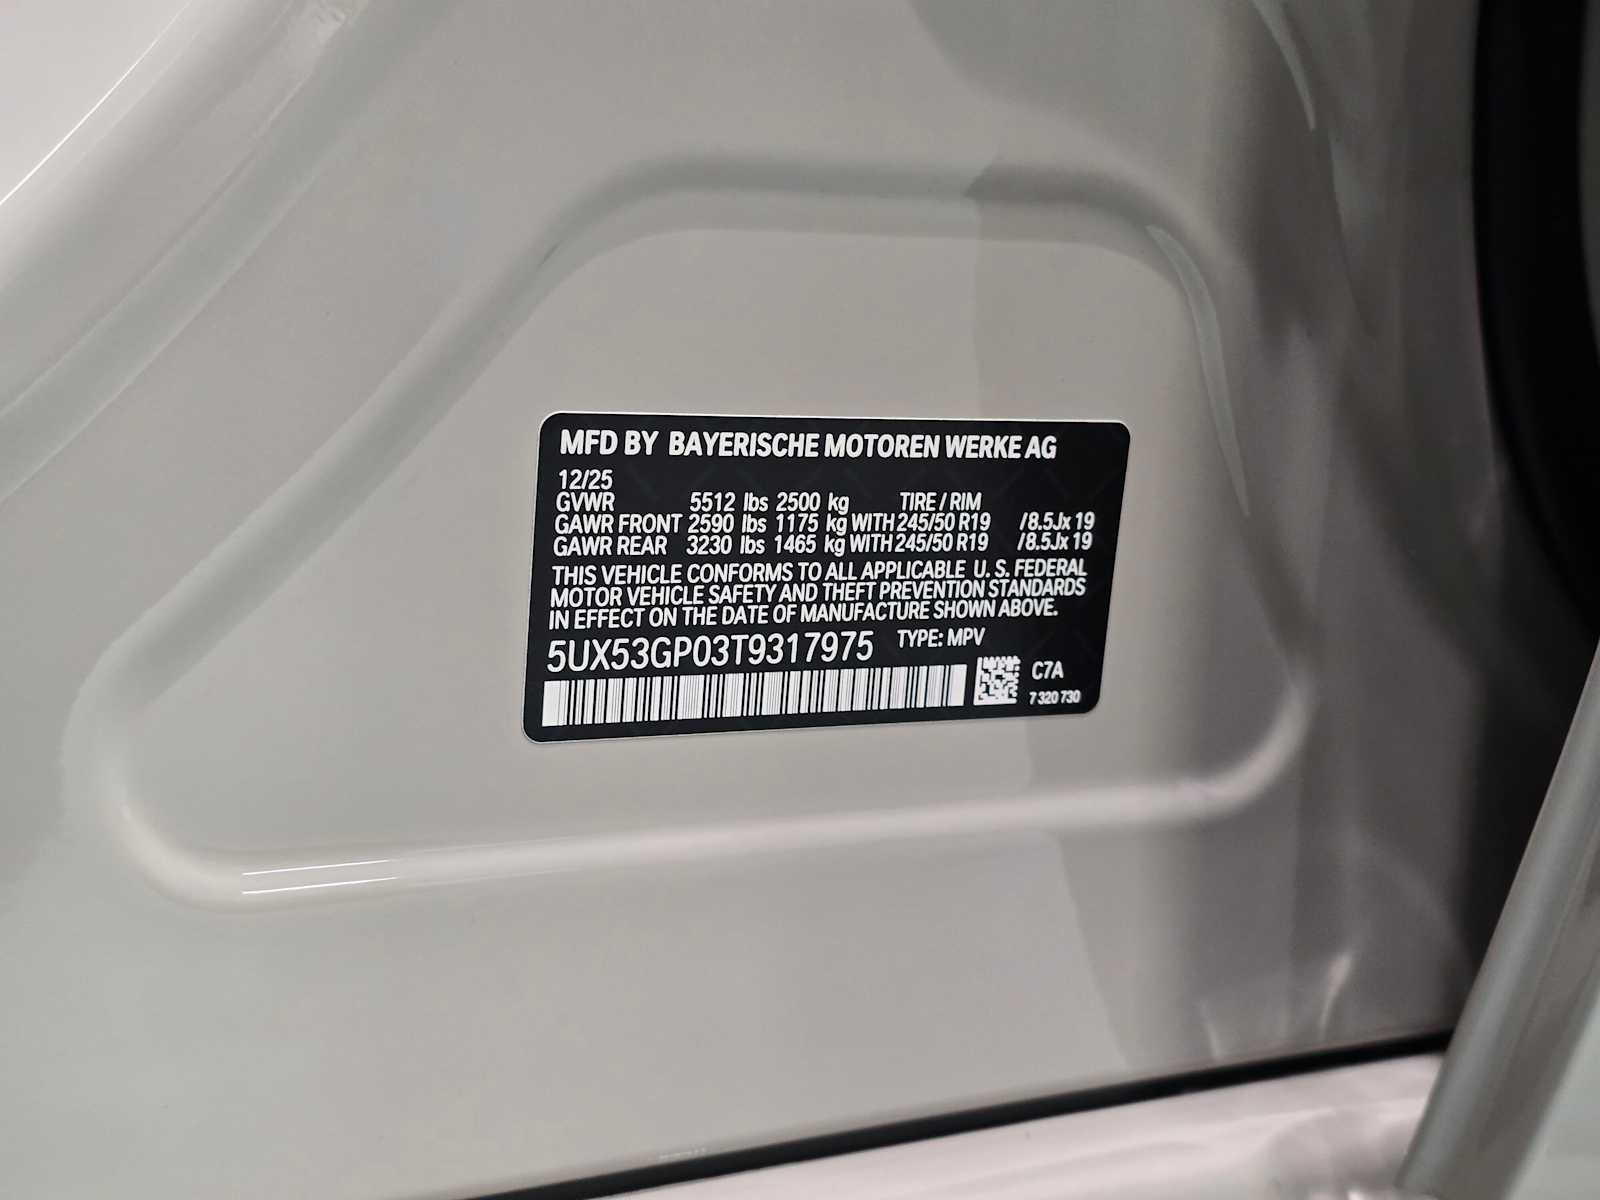 MFD BY BAYERISCHE MOTOREN WERKE AG
12/25
GVWR 5512 lbs 2500 kg TIRE / RIM
GAWR FRONT 2590 lbs 1175 kg WITH 245/50 R19 /8.5Jx 19
GAWR REAR 3230 lbs 1465 kg WITH 245/50 R19 /8.5Jx 19
THIS VEHICLE CONFORMS TO ALL APPLICABLE U. S. FEDERAL
MOTOR VEHICLE SAFETY AND THEFT PREVENTION STANDARDS
IN EFFECT ON THE DATE OF MANUFACTURE SHOWN ABOVE.
5UX53GP03T9317975 TYPE: MPV
C7A
7 320 730